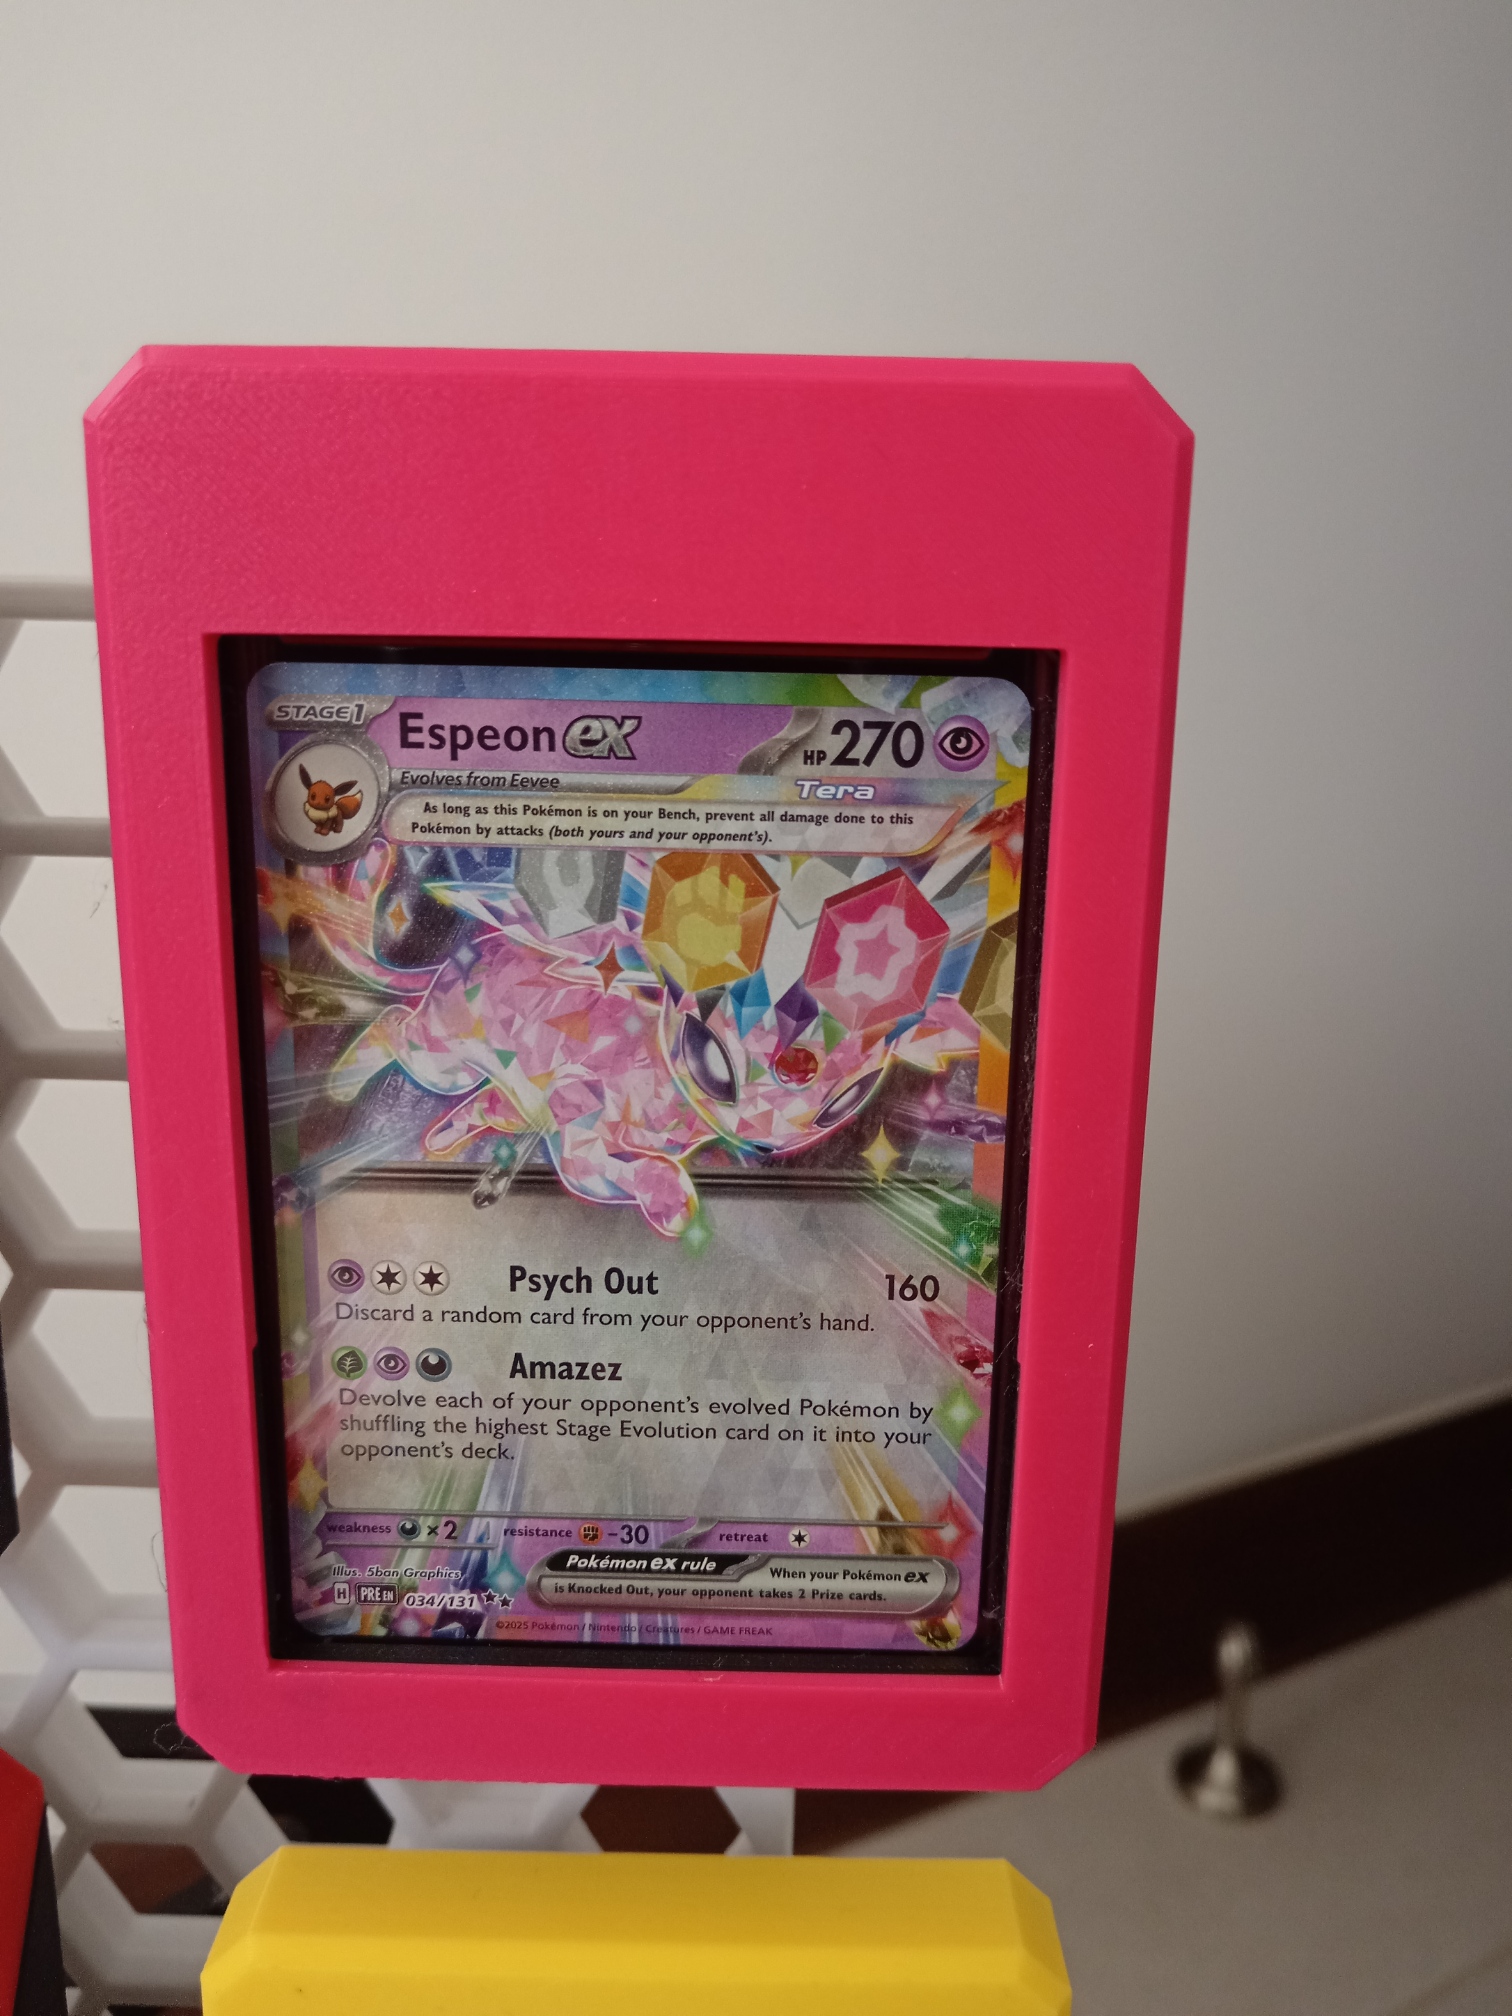 STAGE1
Espeon ex
HP 270
Evolves from Eevee
Tera
As long as this Pokémon is on your Bench, prevent all damage done to this
Pokémon by attacks (both yours and your opponent's).
Psych Out 160
Discard a random card from your opponent's hand.
Amazez
Devolve each of your opponent's evolved Pokémon by
shuffling the highest Stage Evolution card on it into your
opponent's deck.
weakness ×2 resistance -30 retreat
Pokémon ex rule
When your Pokémon ex
is Knocked Out, your opponent takes 2 Prize cards.
Illus. 5ban Graphics
H PRE EN 034/131
©2025 Pokémon / Nintendo / Creatures / GAME FREAK